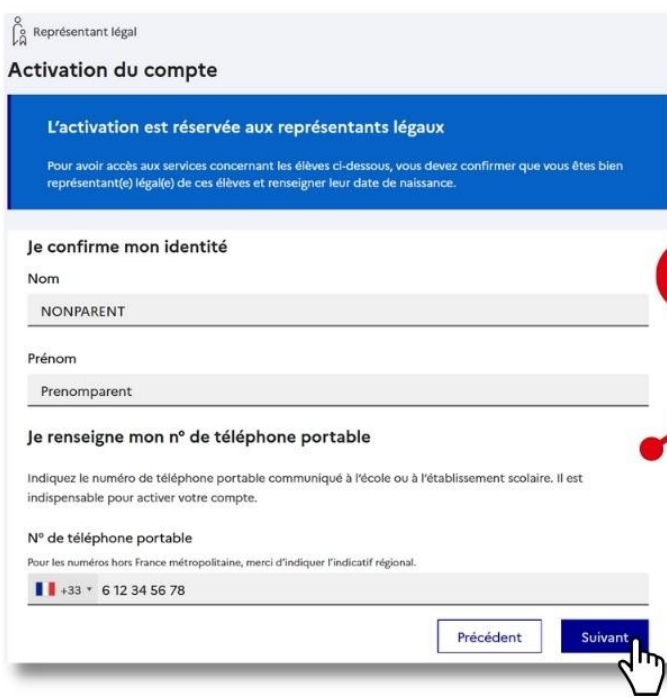 Représentant légal
Activation du compte
L'activation est réservée aux représentants légaux
Pour avoir accès aux services concernant les élèves ci-dessous, vous devez confirmer que vous êtes bien
représentant(e) légal(e) de ces élèves et renseigner leur date de naissance.
Je confirme mon identité
Nom
NONPARENT
Prénom
Prenomparent
Je renseigne mon n° de téléphone portable
Indiquez le numéro de téléphone portable communiqué à l'école ou à l'établissement scolaire. Il est
indispensable pour activer votre compte.
N° de téléphone portable
Pour les numéros hors France métropolitaine, merci d'indiquer l'indicatif régional.
+33 6 12 34 56 78
Précédent Suivant